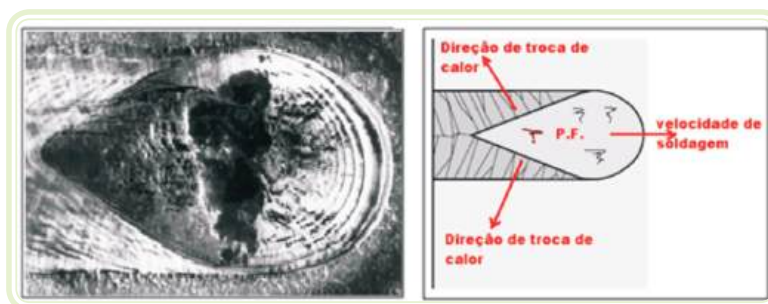 Direção de troca de
calor
P.F.
velocidade de
soldagem
Direção de troca de
calor